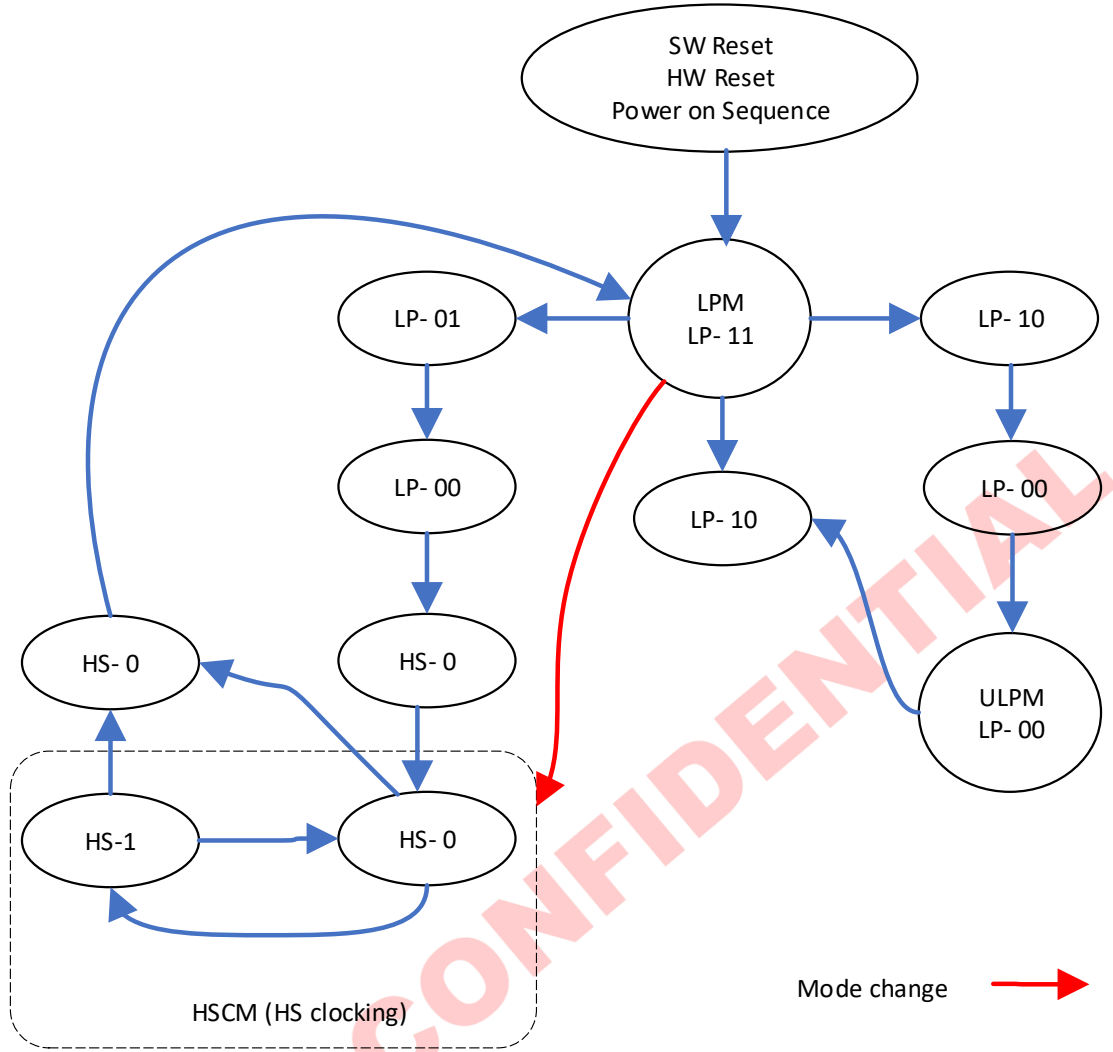 SW Reset
HW Reset
Power on Sequence
LPM
LP- 11
LP- 01
LP- 10
LP- 00
LP- 10
LP- 00
HS- 0
HS- 0
ULPM
LP- 00
HS-1
HS- 0
HSCM (HS clocking)
Mode change
CONFIDENTIAL